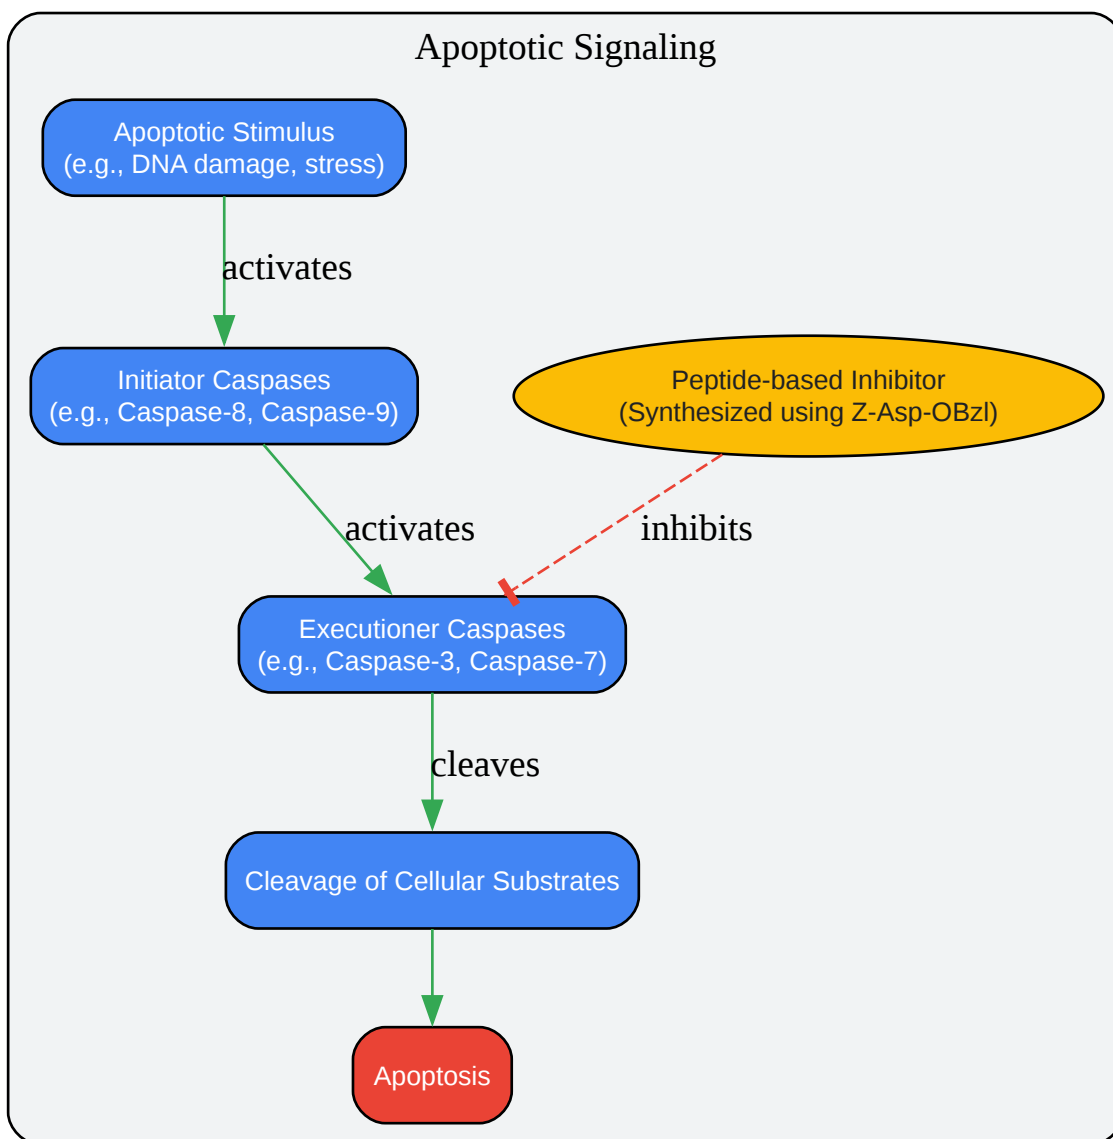 Apoptotic Signaling
Apoptotic Stimulus
(e.g., DNA damage, stress)
activates
Initiator Caspases
(e.g., Caspase-8, Caspase-9)
Peptide-based Inhibitor
(Synthesized using Z-Asp-OBzl)
activates
inhibits
Executioner Caspases
(e.g., Caspase-3, Caspase-7)
cleaves
Cleavage of Cellular Substrates
Apoptosis